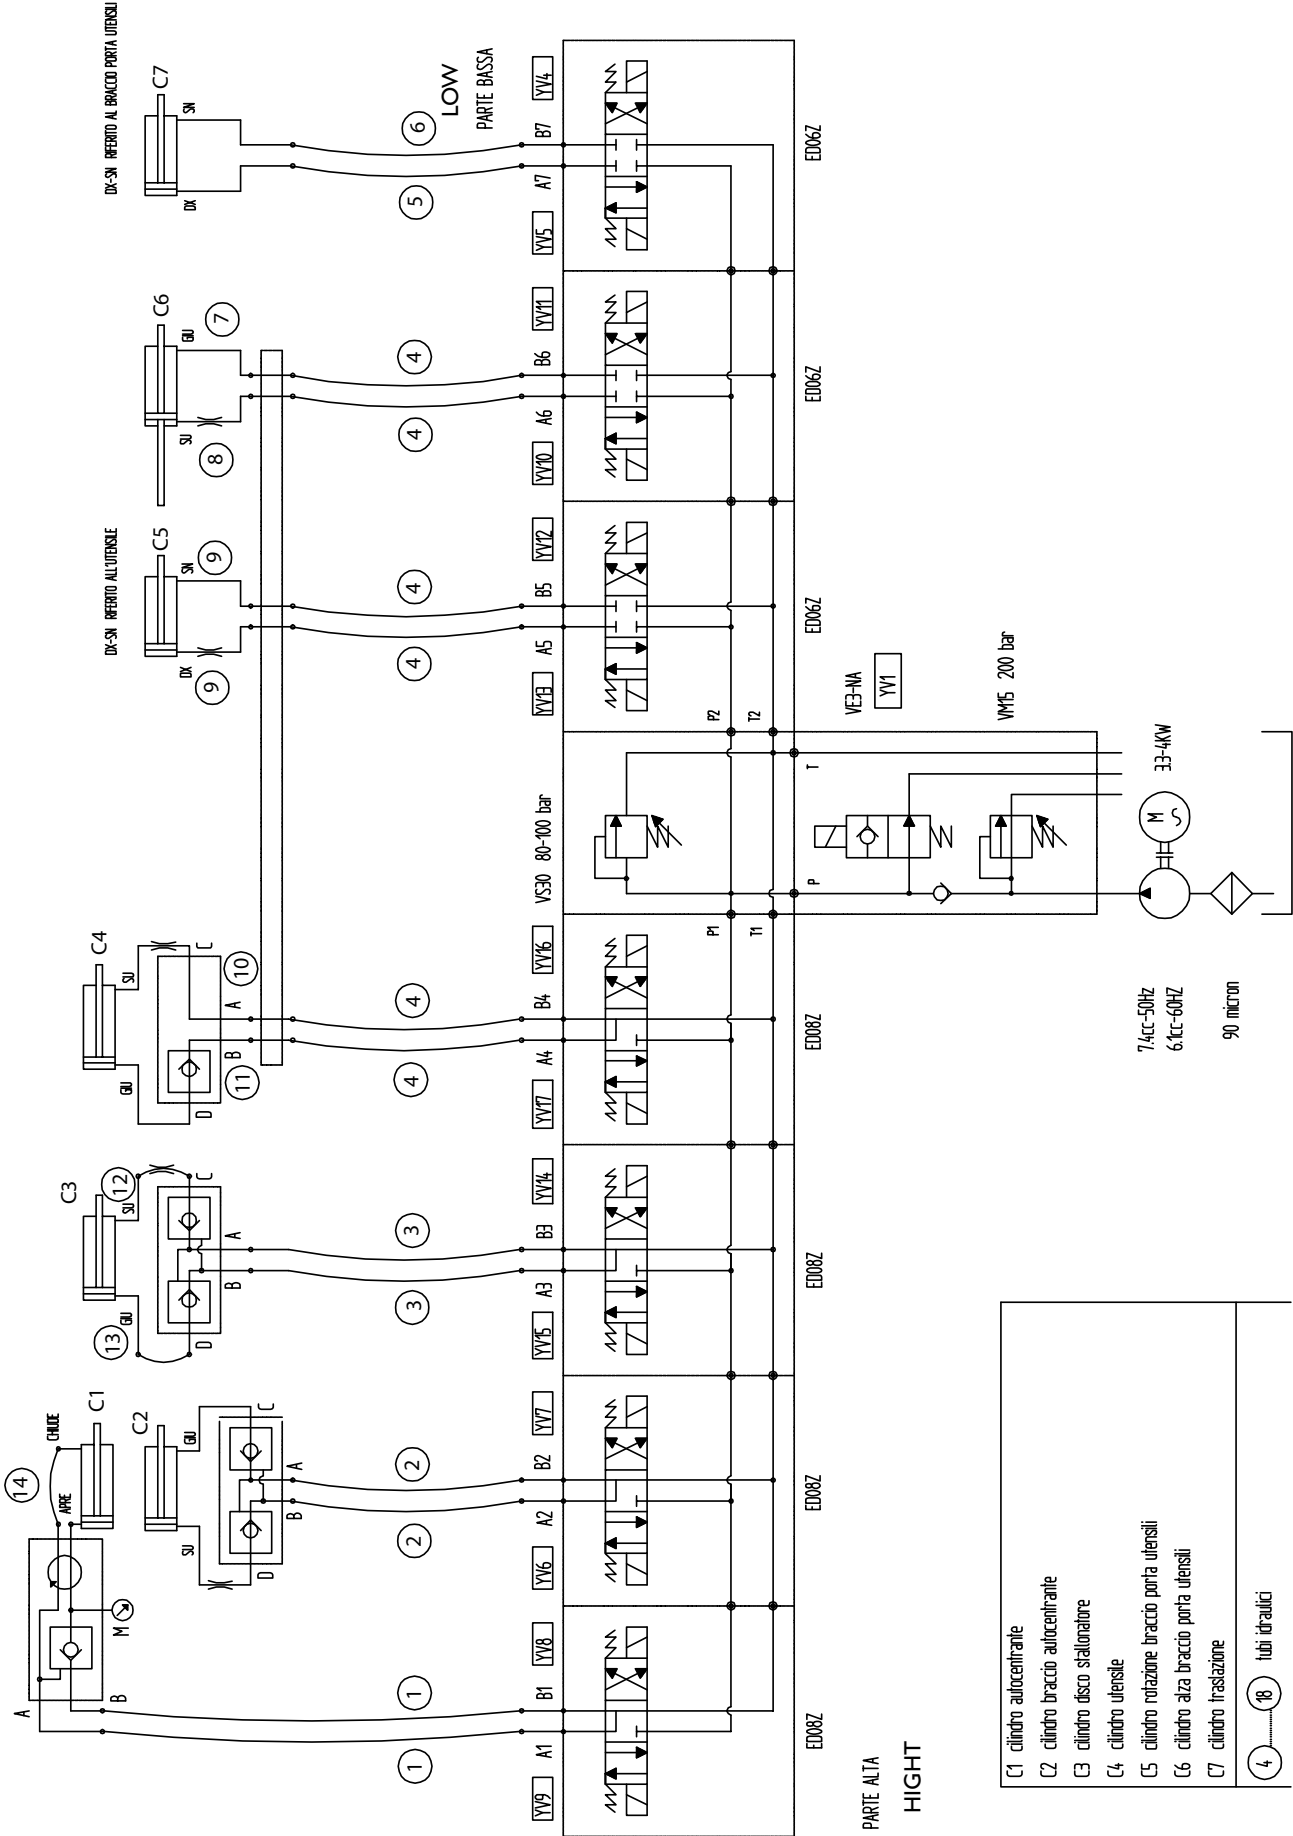 DX-SN RIFERITO AL BRACCIO PORTA UTENSILI
C7
SN
DX
6
5
LOW
PARTE BASSA
YV4
B7
A7
YV5
ED06Z
C6
GIU
7
SU
8
4
4
YV11
B6
A6
YV10
ED06Z
DX-SN RIFERITO ALL'UTENSILE
C5
SN
9
DX
9
4
4
YV12
B5
A5
YV13
ED06Z
P2
T2
VS30 80-100 bar
T
P
P1
T1
VE3-NA
YV1
VM15 200 bar
3.3-4KW
M
7.4cc-50Hz
6.1cc-60HZ
90 micron
C4
SU
C
10
A
B
11
GIU
D
4
4
YV16
B4
A4
YV17
ED08Z
C3
12
SU
C
A
B
13
GIU
D
3
3
YV14
B3
A3
YV15
ED08Z
C2
GIU
C
A
B
SU
D
2
2
YV7
B2
A2
YV6
ED08Z
14
CHIUDE
C1
APRE
M
A
B
1
1
YV8
B1
A1
YV9
ED08Z
PARTE ALTA
HIGHT
C1 cilindro autocentrante
C2 cilindro braccio autocentrante
C3 cilindro disco stallonatore
C4 cilindro utensile
C5 cilindro rotazione braccio porta utensili
C6 cilindro alza braccio porta utensili
C7 cilindro traslazione
4 ........ 18 tubi idraulici